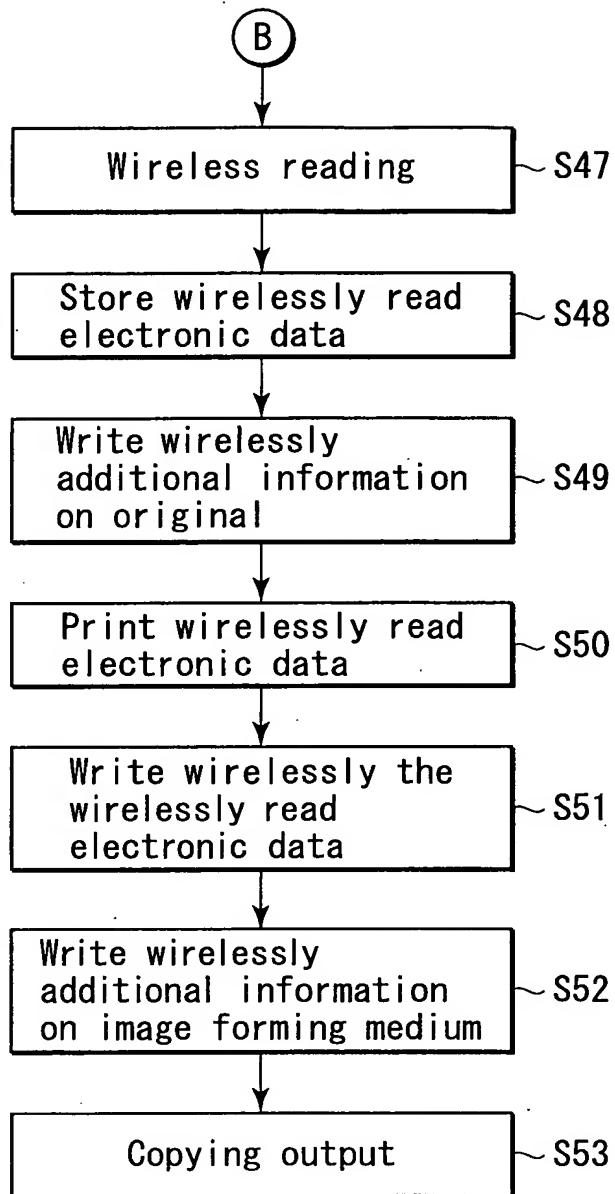 B
Wireless reading
S47
Store wirelessly read
electronic data
S48
Write wirelessly
additional information
on original
S49
Print wirelessly read
electronic data
S50
Write wirelessly the
wirelessly read
electronic data
S51
Write wirelessly
additional information
on image forming medium
S52
Copying output
S53